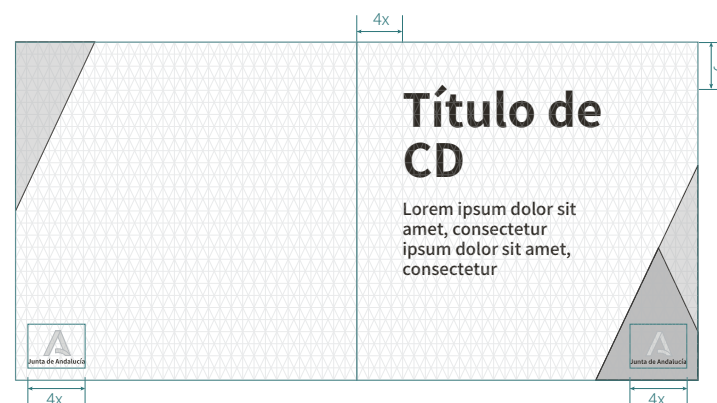 4x
Título de
CD
Lorem ipsum dolor sit
amet, consectetur
ipsum dolor sit amet,
consectetur
Junta de Andalucía
Junta de Andalucía
4x
4x